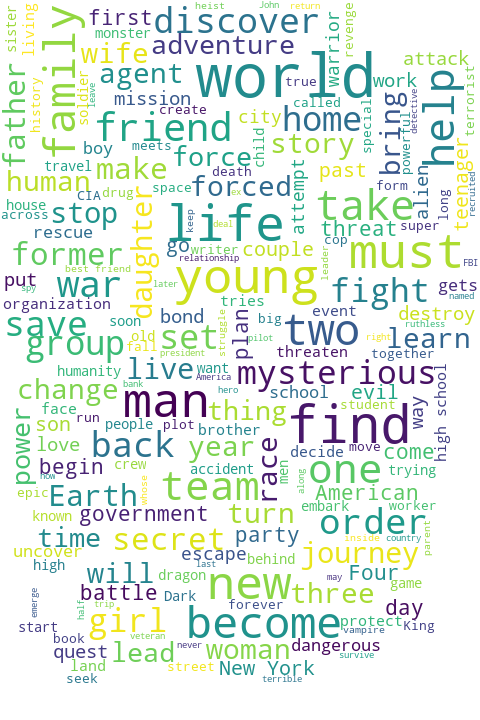 heist John return
sister first discover revenge
living monster adventure warrior
family wife world attack
father agent true work help
history soldier mission called special bring terrorist
create home powerful detective
leave friend city story child
boy meets force past teenager
human make death attempt alien
travel drug space forced take form long
house CIA stop life threat super recruited
across rescue daughter go writer couple cop must
former relationship ex deal keep FBI
put best friend young leader gets
organization war later fight named
spy bond tries event destroy
save soon set big two learn ruthless
group old fail struggle plan threaten together
humanity president pilot right
change live want America mysterious
face bank school evil student way high school
power son man thing hero find
love run people plot brother decide move
back year race men come trying
begin crew accident one American
epic how Earth team embark worker
known whose government turn along order
time secret party inside country parent
uncover escape behind journey
high will dragon last Four game
battle Dark new forever three may protect day
emerge half trip girl become King
start book veteran never woman vampire dangerous
quest lead street New York survive
land seek terrible